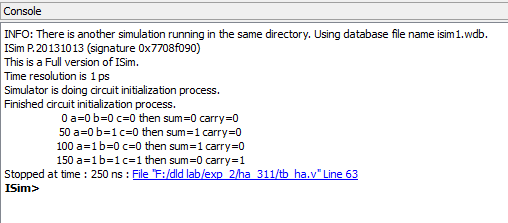 Console
INFO: There is another simulation running in the same directory. Using database file name isim1.wdb.
ISim P.20131013 (signature 0x7708f090)
This is a Full version of ISim.
Time resolution is 1 ps
Simulator is doing circuit initialization process.
Finished circuit initialization process.
0 a=0 b=0 c=0 then sum=0 carry=0
50 a=0 b=1 c=0 then sum=1 carry=0
100 a=1 b=0 c=0 then sum=1 carry=0
150 a=1 b=1 c=1 then sum=0 carry=1
Stopped at time : 250 ns : File "F:/dld lab/exp_2/ha_311/tb_ha.v" Line 63
ISim>